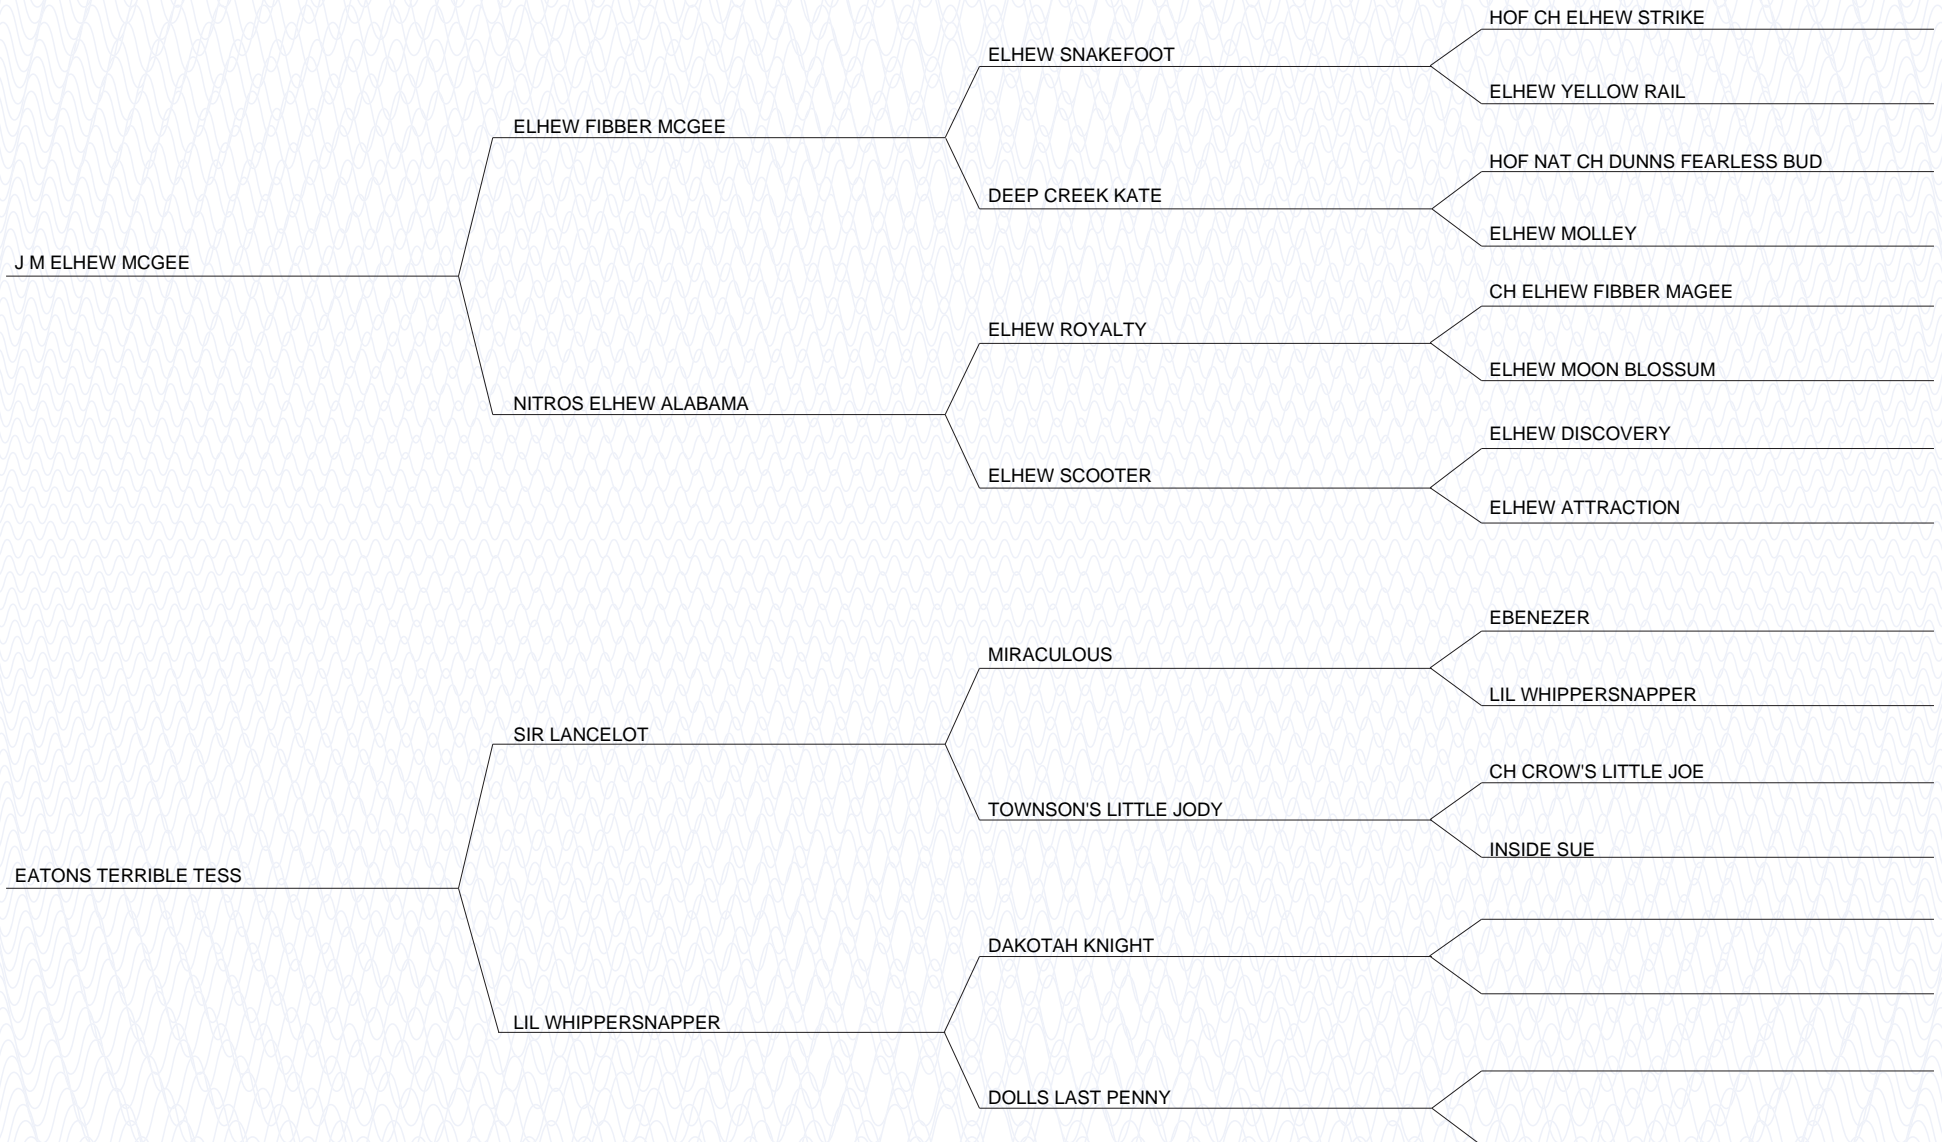 HOF CH ELHEW STRIKE
ELHEW SNAKEFOOT
ELHEW YELLOW RAIL
ELHEW FIBBER MCGEE
HOF NAT CH DUNNS FEARLESS BUD
DEEP CREEK KATE
ELHEW MOLLEY
J M ELHEW MCGEE
CH ELHEW FIBBER MAGEE
ELHEW ROYALTY
ELHEW MOON BLOSSUM
NITROS ELHEW ALABAMA
ELHEW DISCOVERY
ELHEW SCOOTER
ELHEW ATTRACTION
EBENEZER
MIRACULOUS
LIL WHIPPERSNAPPER
SIR LANCELOT
CH CROW'S LITTLE JOE
TOWNSON'S LITTLE JODY
INSIDE SUE
EATONS TERRIBLE TESS
DAKOTAH KNIGHT
LIL WHIPPERSNAPPER
DOLLS LAST PENNY